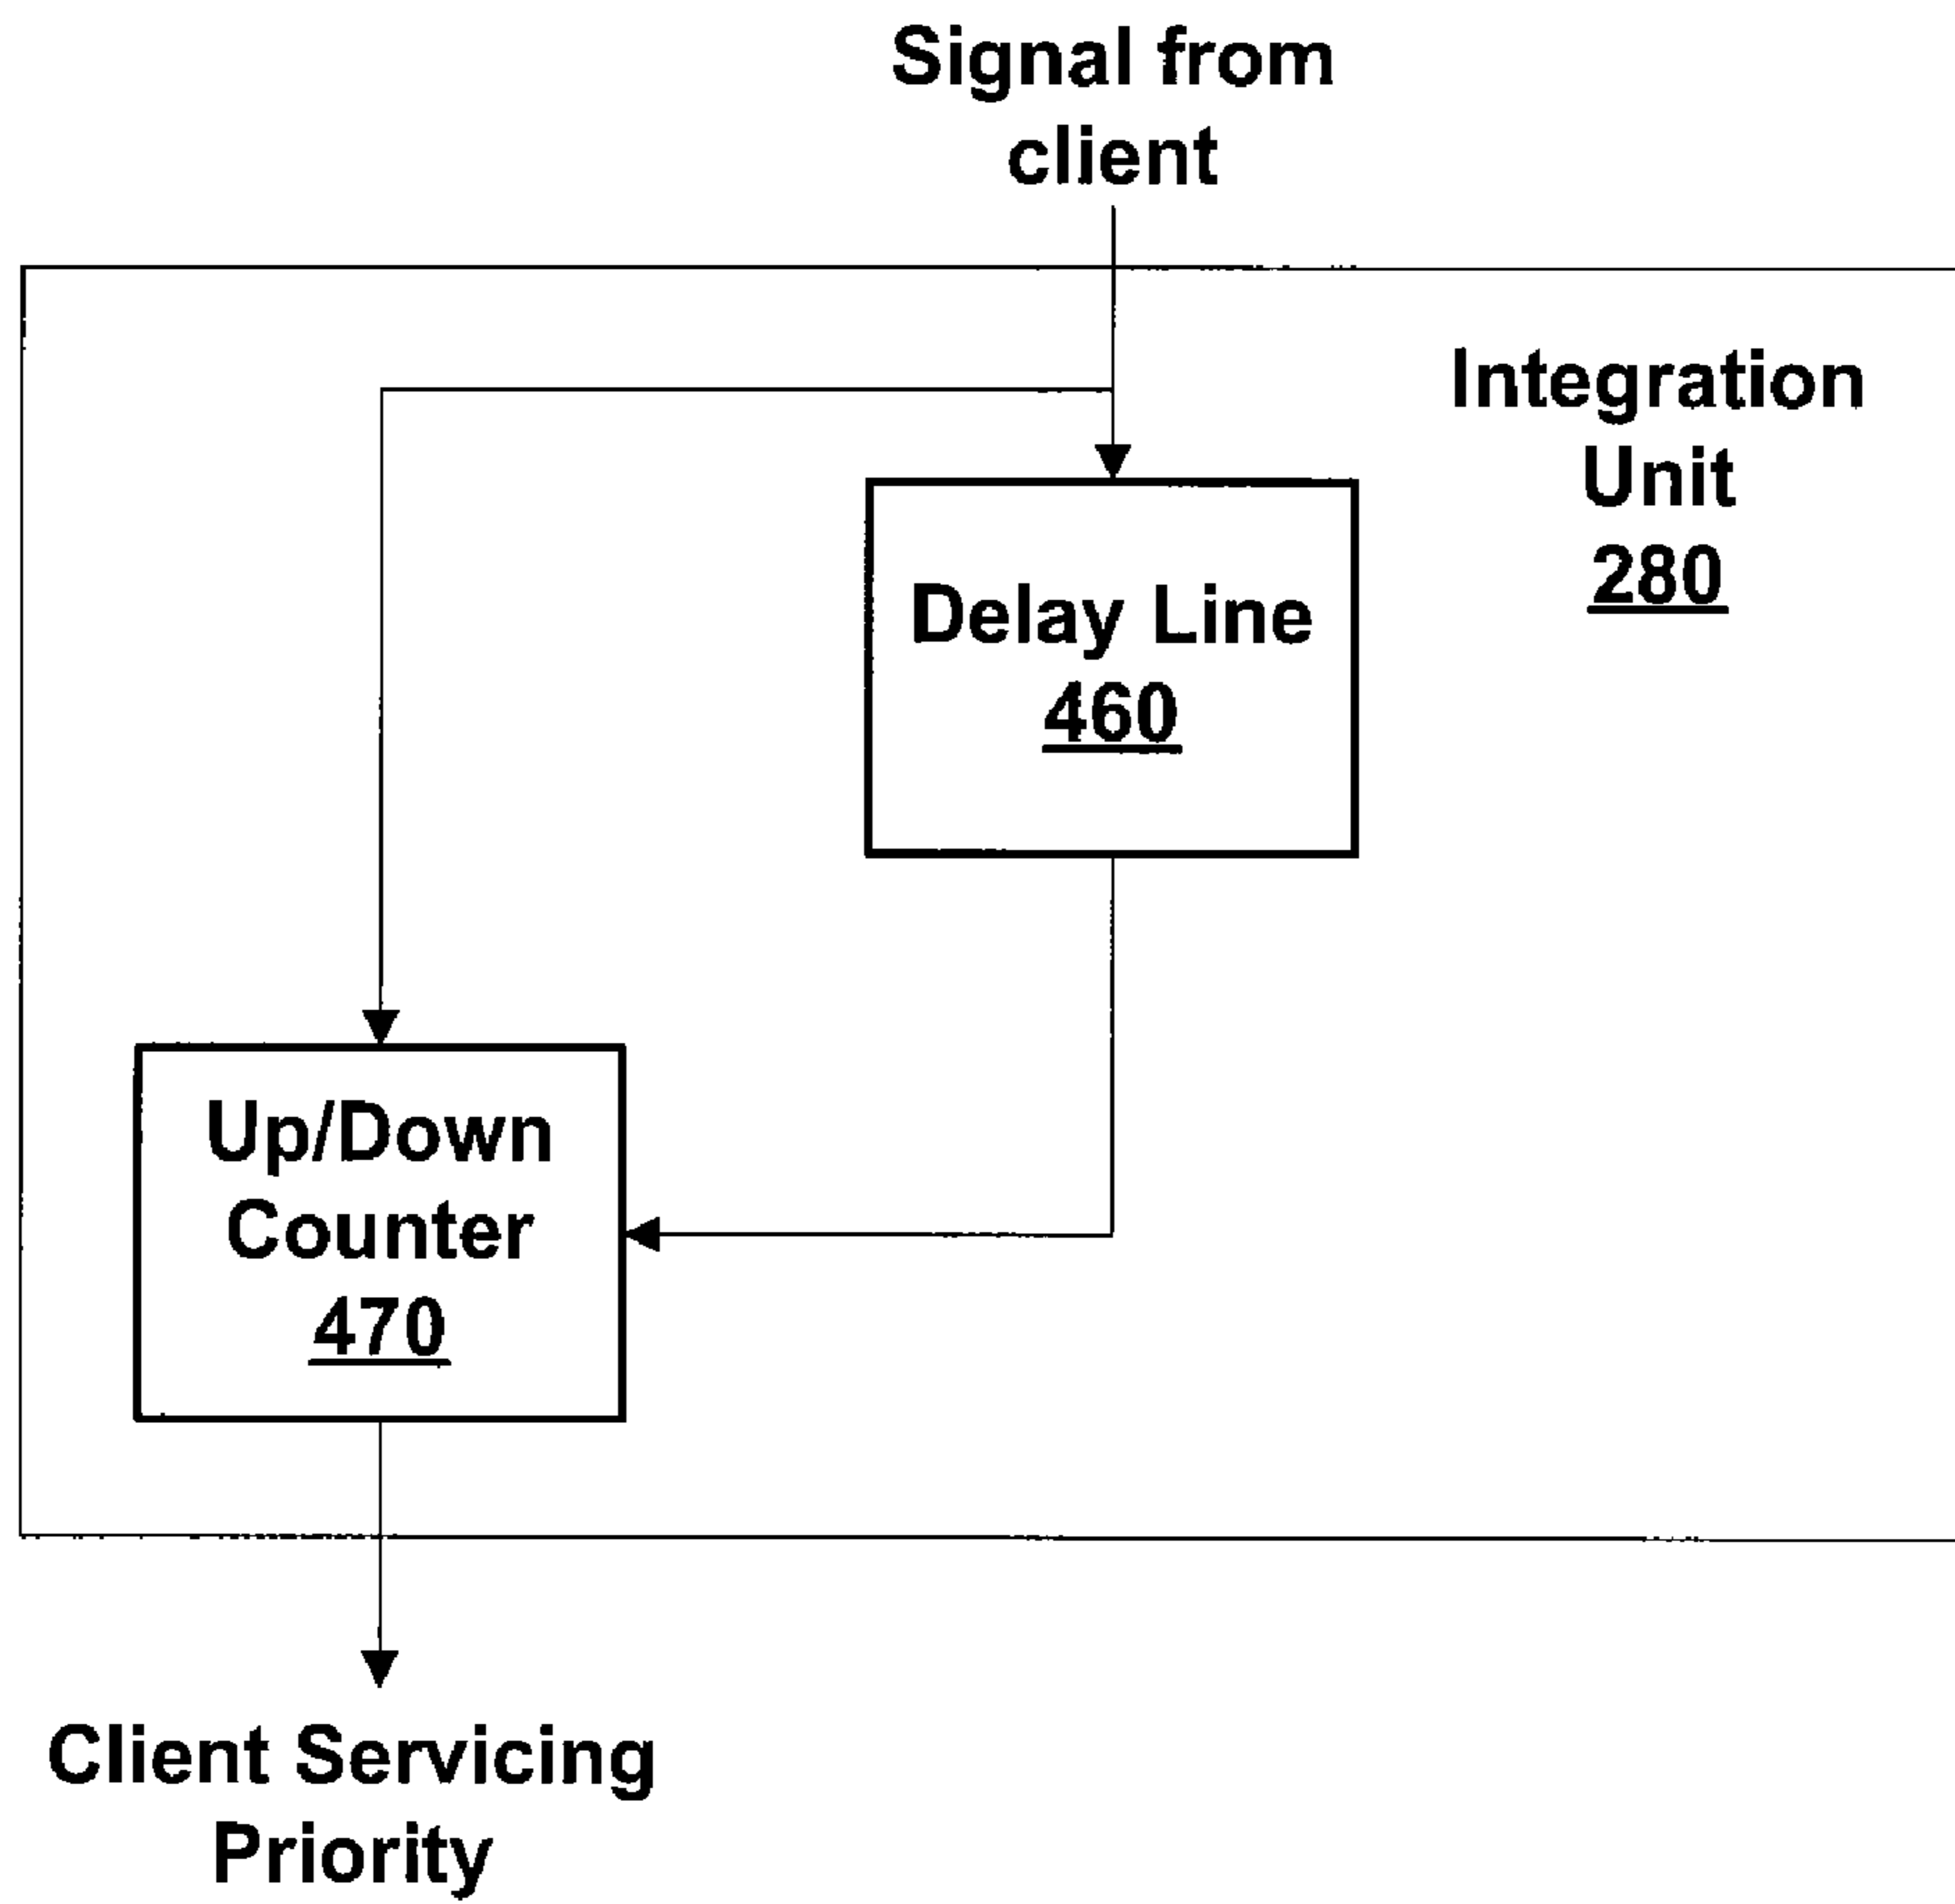 Signal from
client
Integration
Unit
280
Delay Line
460
Up/Down
Counter
470
Client Servicing
Priority